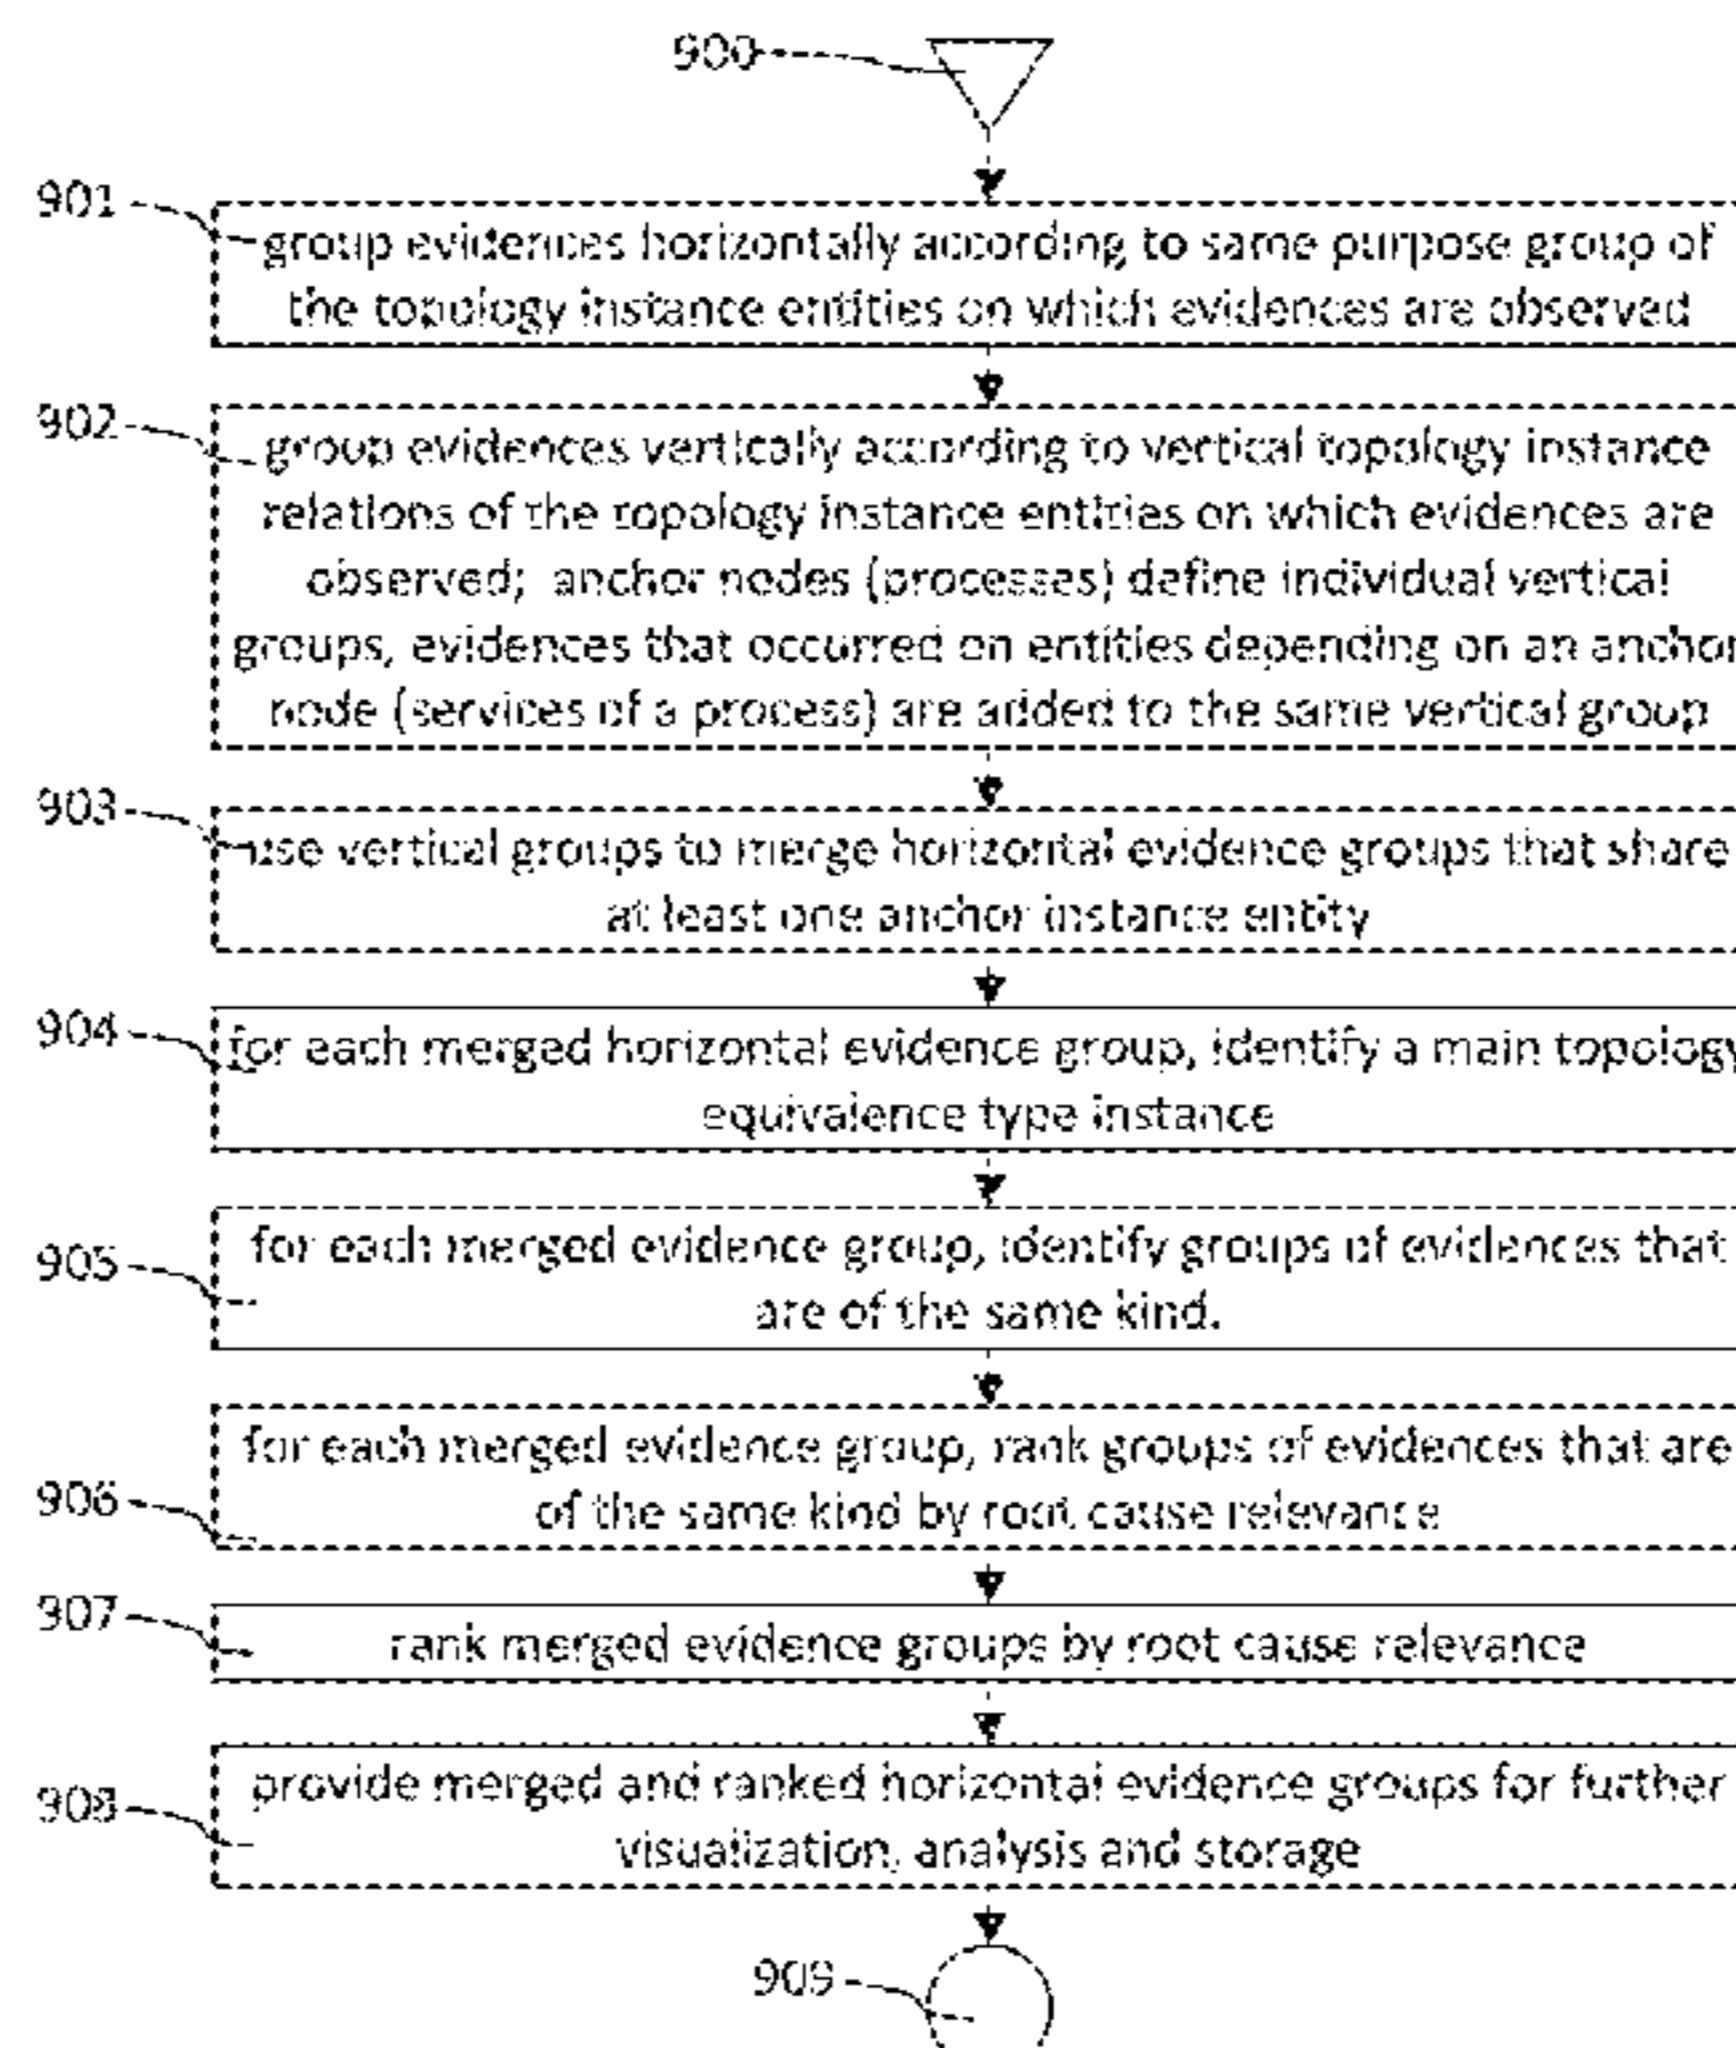 900
901
group evidences horizontally according to same purpose group of
the topology instance entities on which evidences are observed
902
group evidences vertically according to vertical topology instance
relations of the topology instance entities on which evidences are
observed; anchor nodes (processes) define individual vertical
groups, evidences that occurred on entities depending on an anchor
node (services of a process) are added to the same vertical group
903
use vertical groups to merge horizontal evidence groups that share
at least one anchor instance entity
904
for each merged horizontal evidence group, identify a main topology
equivalence type instance
905
for each merged evidence group, identify groups of evidences that
are of the same kind.
906
for each merged evidence group, rank groups of evidences that are
of the same kind by root cause relevance
907
rank merged evidence groups by root cause relevance
908
provide merged and ranked horizontal evidence groups for further
visualization, analysis and storage
909